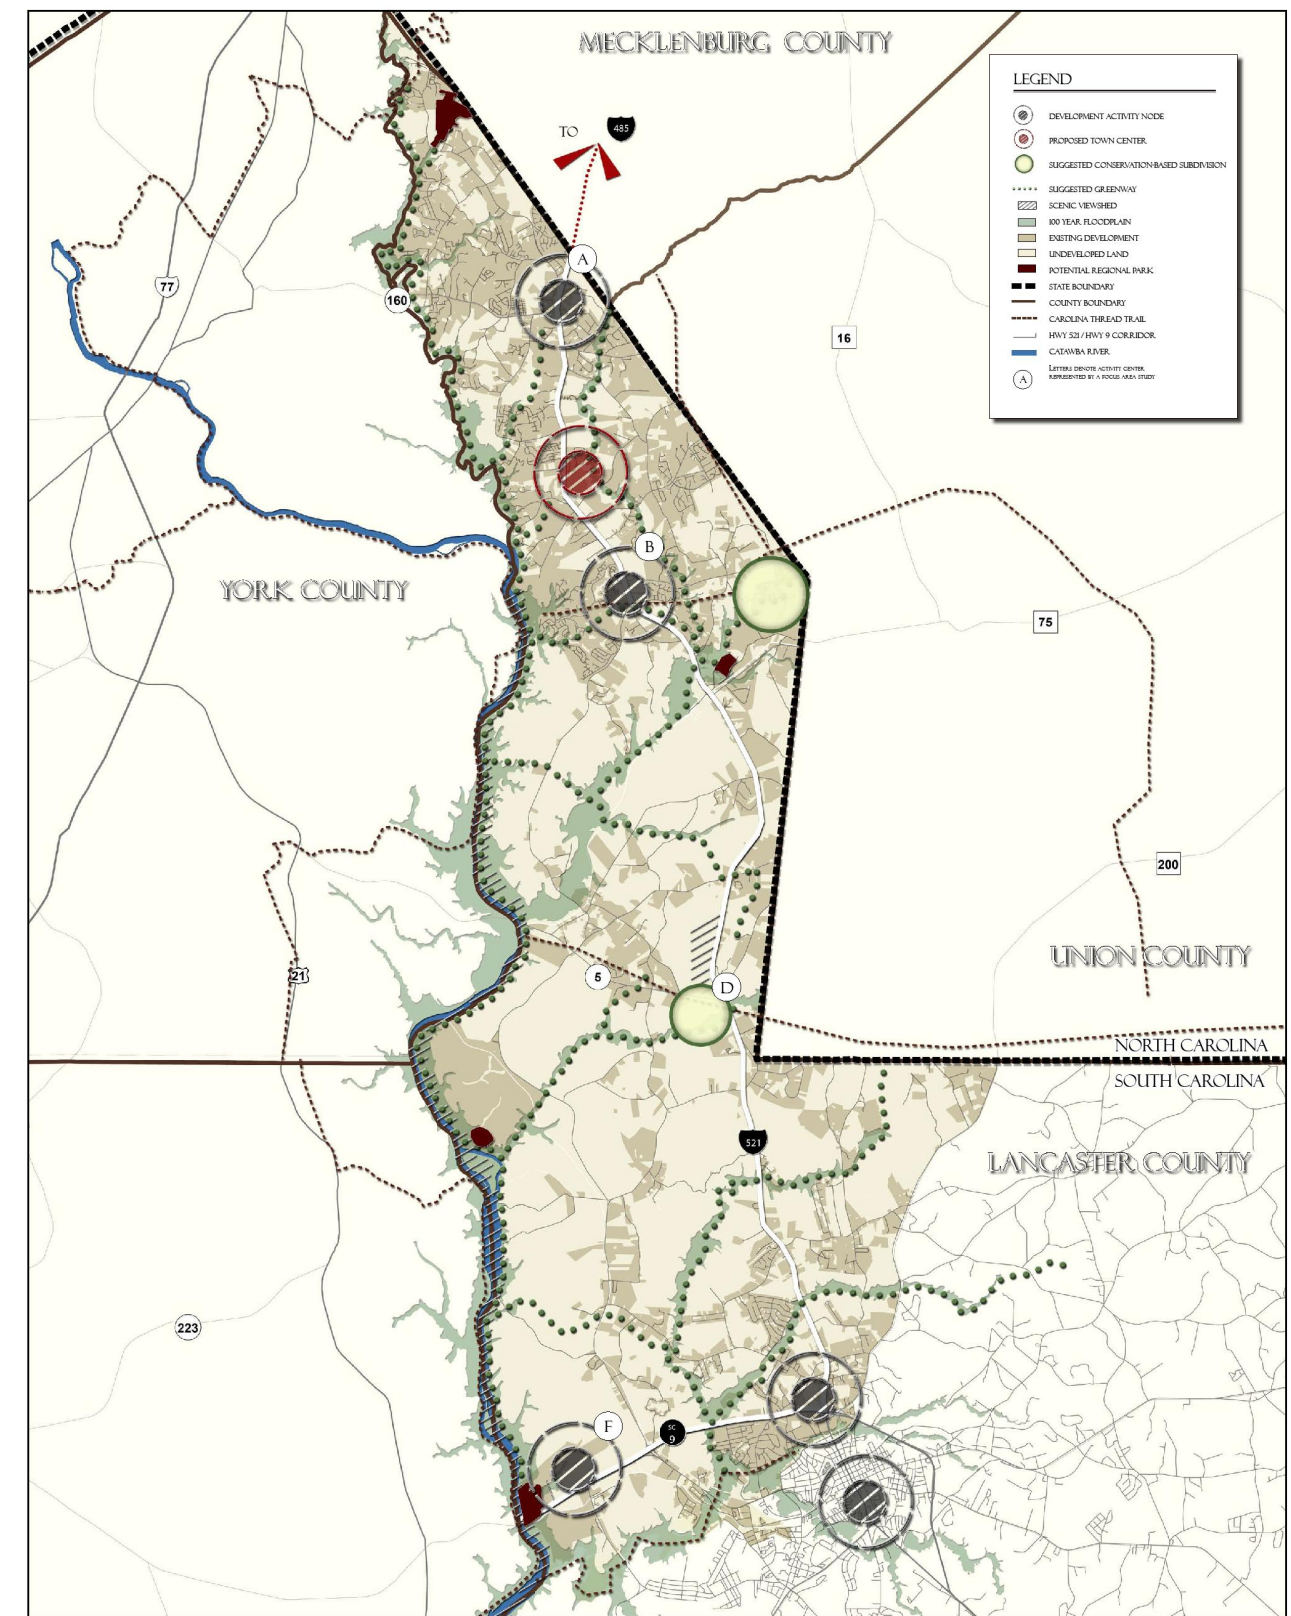 MECKLENBURG COUNTY
LEGEND
DEVELOPMENT ACTIVITY NODE
PROPOSED TOWN CENTER
SUGGESTED CONSERVATION-BASED SUBDIVISION
SUGGESTED GREENWAY
SCENIC VIEWSHED
100 YEAR FLOODPLAIN
EXISTING DEVELOPMENT
UNDEVELOPED LAND
POTENTIAL REGIONAL PARK
STATE BOUNDARY
COUNTY BOUNDARY
CAROLINA THREAD TRAIL
HWY 521 / HWY 9 CORRIDOR
CATAWBA RIVER
A
LETTERS DENOTE ACTIVITY CENTER
REPRESENTED BY A FOCUS AREA STUDY
TO
485
A
77
160
16
B
YORK COUNTY
75
200
UNION COUNTY
21
5
D
NORTH CAROLINA
SOUTH CAROLINA
521
LANCASTER COUNTY
223
F
SC
9